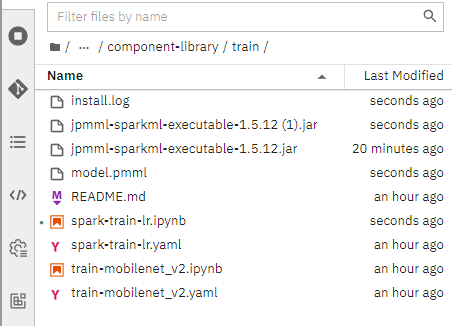 Filter files by name
/ ... / component-library / train /
Name Last Modified
install.log seconds ago
jpmml-sparkml-executable-1.5.12 (1).jar seconds ago
jpmml-sparkml-executable-1.5.12.jar 20 minutes ago
model.pmml seconds ago
README.md an hour ago
spark-train-lr.ipynb seconds ago
Y spark-train-lr.yaml an hour ago
train-mobilenet_v2.ipynb an hour ago
Y train-mobilenet_v2.yaml an hour ago